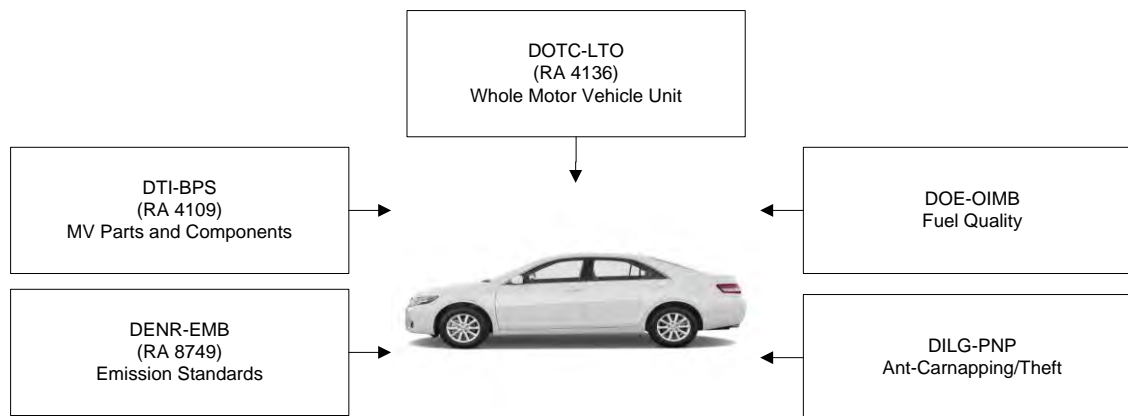 DOTC-LTO
(RA 4136)
Whole Motor Vehicle Unit
DTI-BPS
(RA 4109)
MV Parts and Components
DOE-OIMB
Fuel Quality
DENR-EMB
(RA 8749)
Emission Standards
DILG-PNP
Ant-Carnapping/Theft